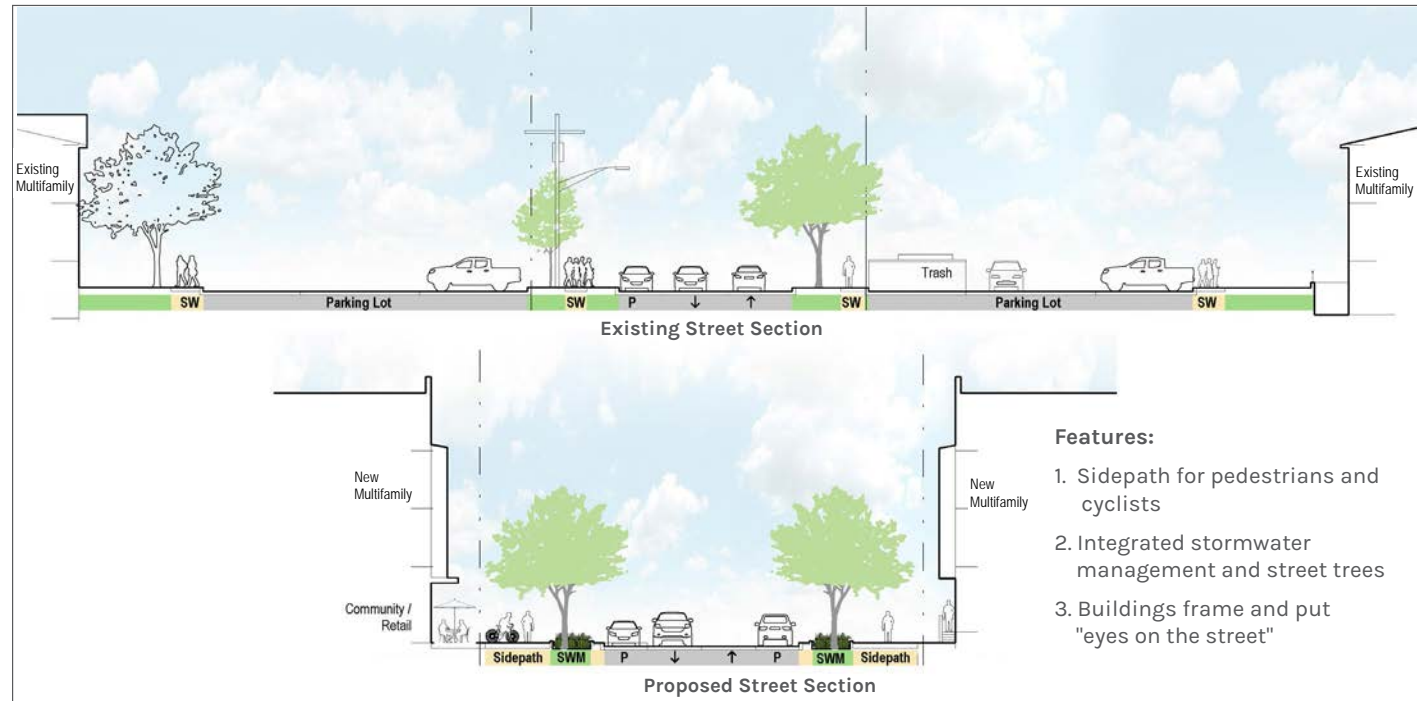 Existing
Multifamily
Existing
Multifamily
Trash
SW
Parking Lot
SW
P
↓
↑
SW
Parking Lot
SW
Existing Street Section
New
Multifamily
New
Multifamily
Community /
Retail
Sidepath
SWM
P
↓
↑
P
SWM
Sidepath
Proposed Street Section
Features:
1. Sidepath for pedestrians and
cyclists
2. Integrated stormwater
management and street trees
3. Buildings frame and put
"eyes on the street"